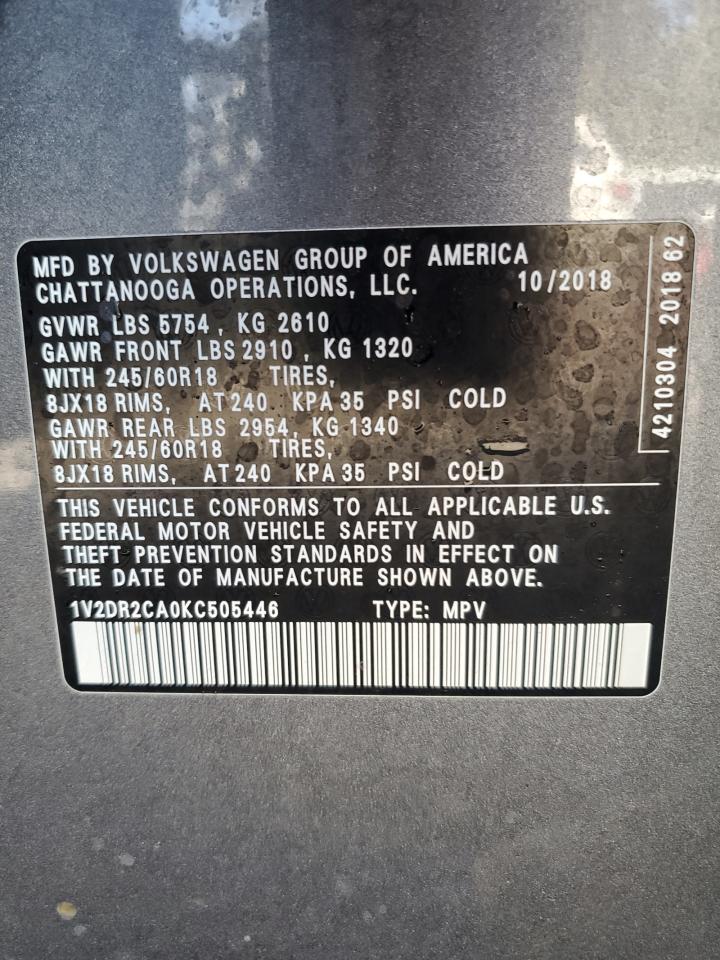 MFD BY VOLKSWAGEN GROUP OF AMERICA
CHATTANOOGA OPERATIONS, LLC. 10/2018
GVWR LBS 5754 , KG 2610
GAWR FRONT LBS 2910 , KG 1320
WITH 245/60R18 TIRES,
8JX18 RIMS, AT 240 KPA 35 PSI COLD
GAWR REAR LBS 2954, KG 1340
WITH 245/60R18 TIRES,
8JX18 RIMS, AT 240 KPA 35 PSI COLD
THIS VEHICLE CONFORMS TO ALL APPLICABLE U.S.
FEDERAL MOTOR VEHICLE SAFETY AND
THEFT PREVENTION STANDARDS IN EFFECT ON
THE DATE OF MANUFACTURE SHOWN ABOVE.
1V2DR2CA0KC505446 TYPE: MPV
4210304 2018 62